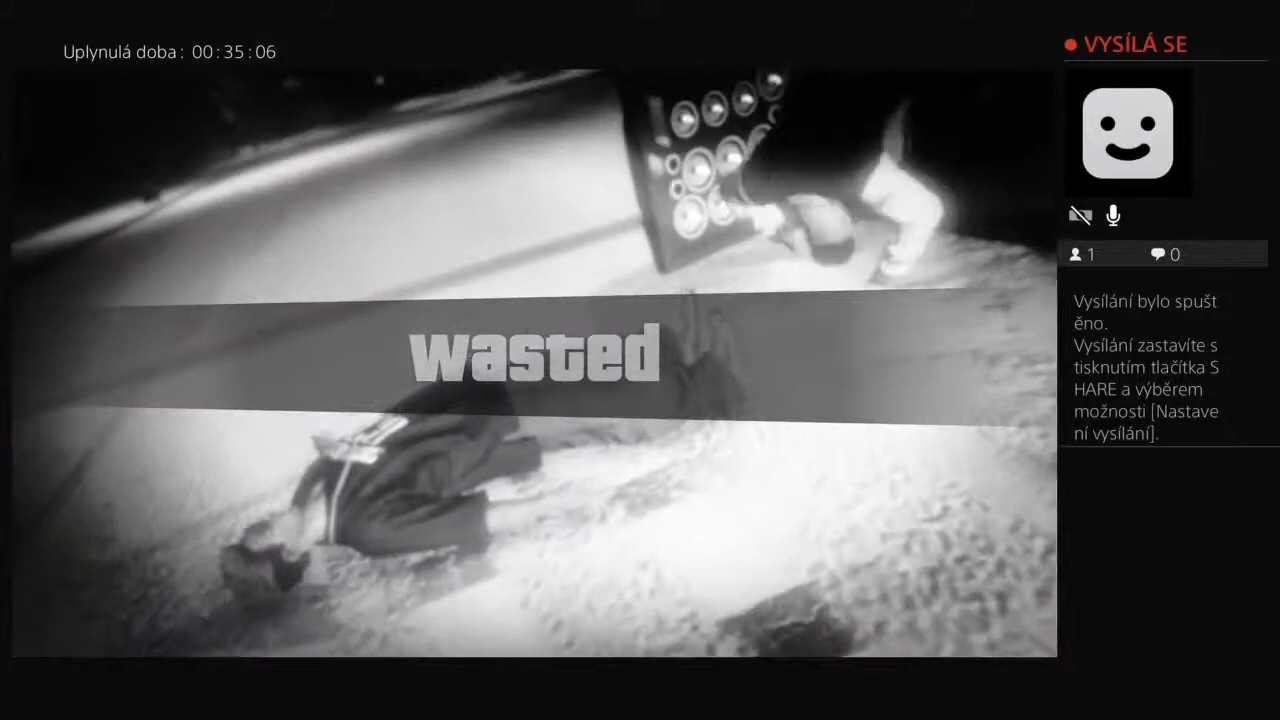 Uplynulá doba: 00:35:06
VYSÍLÁ SE
1
0
wasted
Vysílání bylo spušt
ěno.
Vysílání zastavíte s
tisknutím tlačítka S
HARE a výběrem
možnosti [Nastave
ní vysílání].